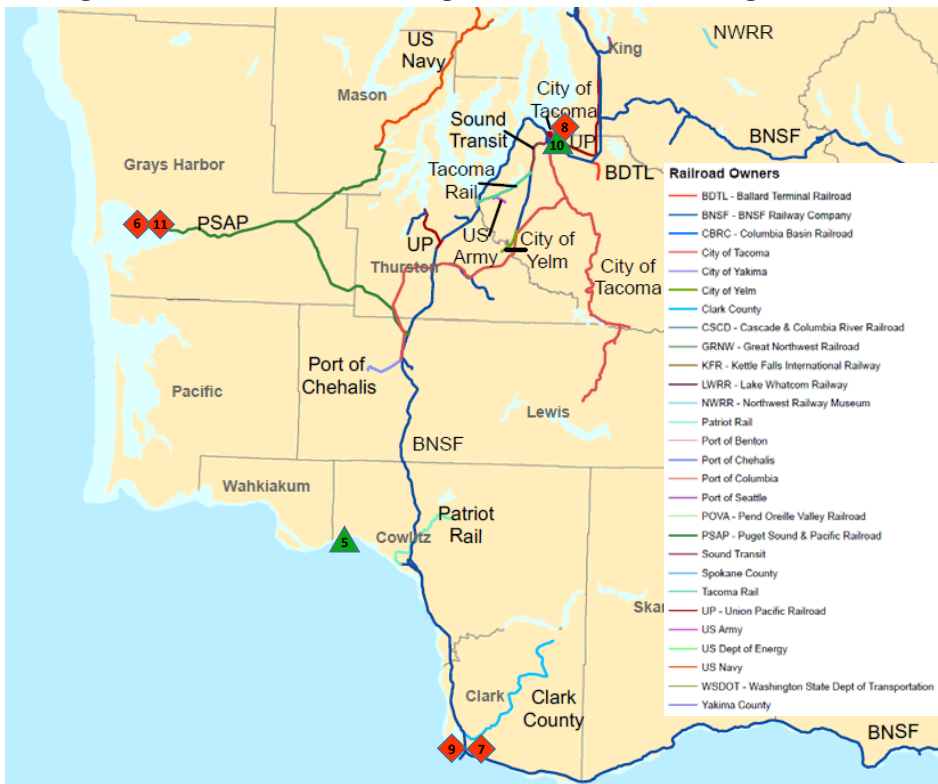 US
Navy
Mason
King
NWRR
City of
Tacoma
Sound
Transit
8
10
UP
BNSF
BDTL
Grays Harbor
Tacoma
Rail
6
11
PSAP
UP
US
Army
City of
Yelm
Thurston
City of
Tacoma
Port of
Chehalis
Pacific
Lewis
BNSF
Wahkiakum
5
Cowlitz
Patriot
Rail
Ska
Clark
Clark
County
9
7
BNSF
Railroad Owners
BDTL - Ballard Terminal Railroad
BNSF - BNSF Railway Company
CBRC - Columbia Basin Railroad
City of Tacoma
City of Yakima
City of Yelm
Clark County
CSCD - Cascade & Columbia River Railroad
GRNW - Great Northwest Railroad
KFR - Kettle Falls International Railway
LWRR - Lake Whatcom Railway
NWRR - Northwest Railway Museum
Patriot Rail
Port of Benton
Port of Chehalis
Port of Columbia
Port of Seattle
POVA - Pend Oreille Valley Railroad
PSAP - Puget Sound & Pacific Railroad
Sound Transit
Spokane County
Tacoma Rail
UP - Union Pacific Railroad
US Army
US Dept of Energy
US Navy
WSDOT - Washington State Dept of Transportation
Yakima County